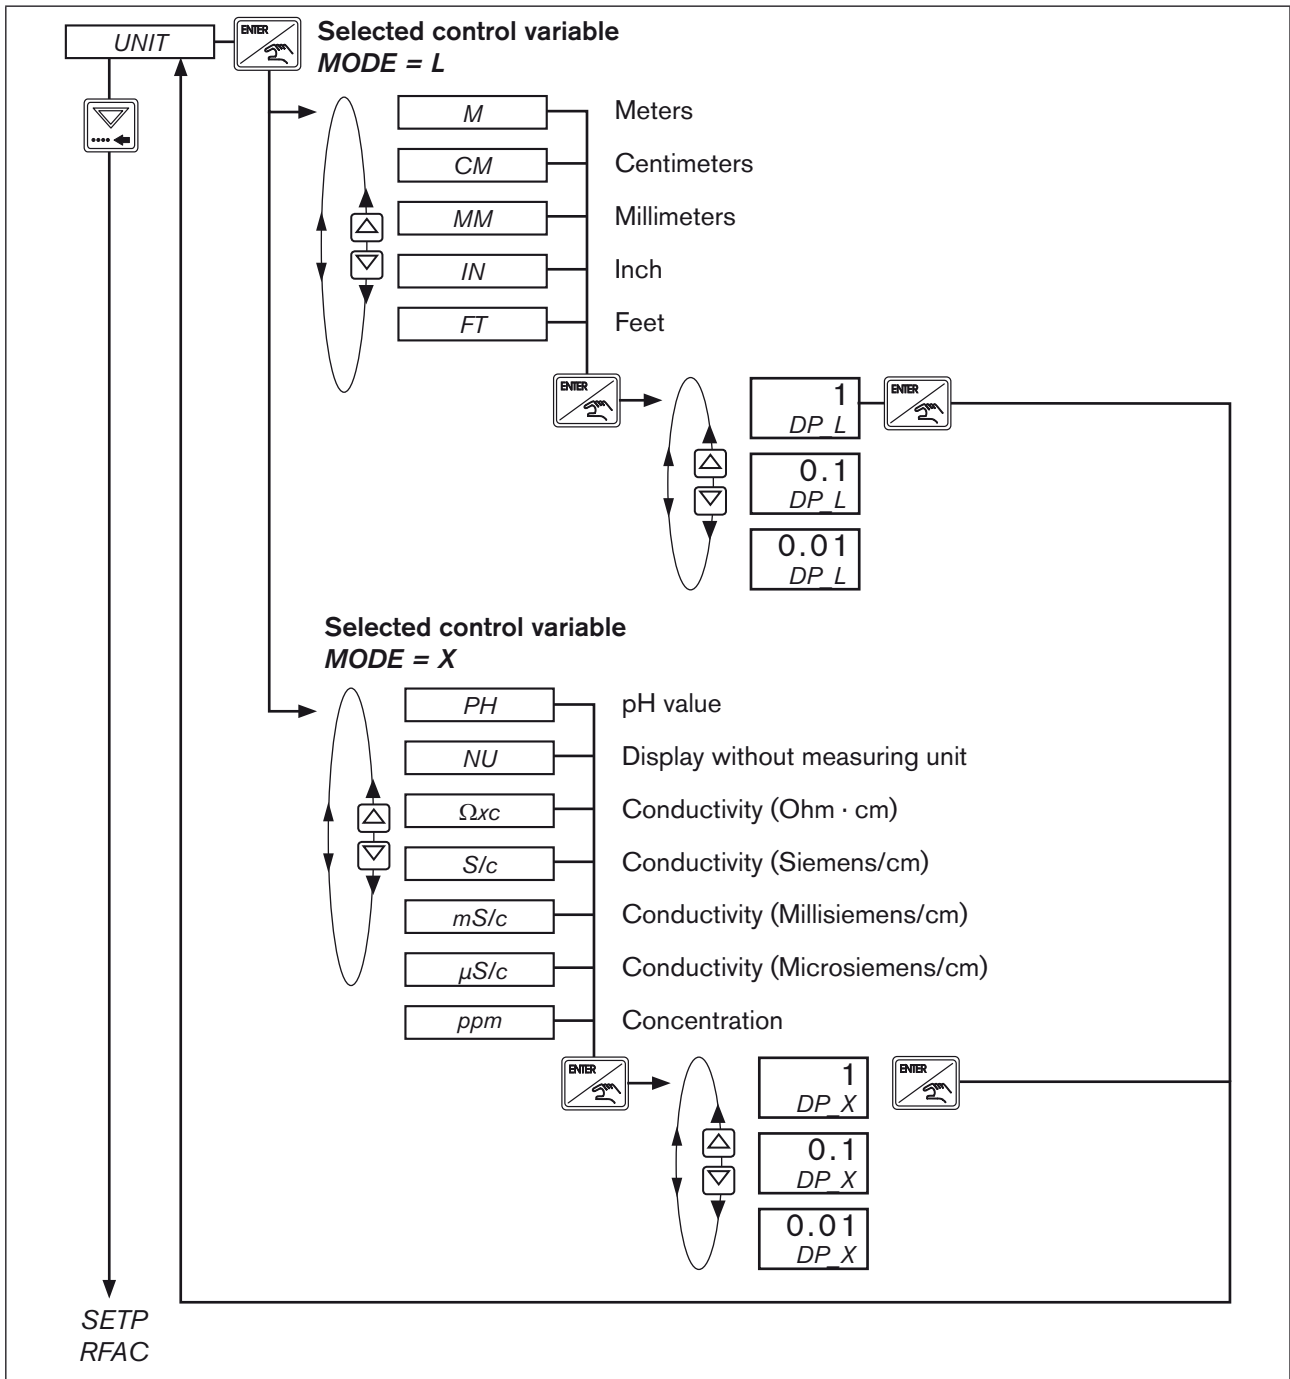 UNIT
ENTER
Selected control variable
MODE = L
M Meters
CM Centimeters
MM Millimeters
IN Inch
FT Feet
ENTER
1
DP_L
ENTER
0.1
DP_L
0.01
DP_L
Selected control variable
MODE = X
PH pH value
NU Display without measuring unit
Ωxc Conductivity (Ohm · cm)
S/c Conductivity (Siemens/cm)
mS/c Conductivity (Millisiemens/cm)
µS/c Conductivity (Microsiemens/cm)
ppm Concentration
ENTER
1
DP_X
ENTER
0.1
DP_X
0.01
DP_X
SETP
RFAC